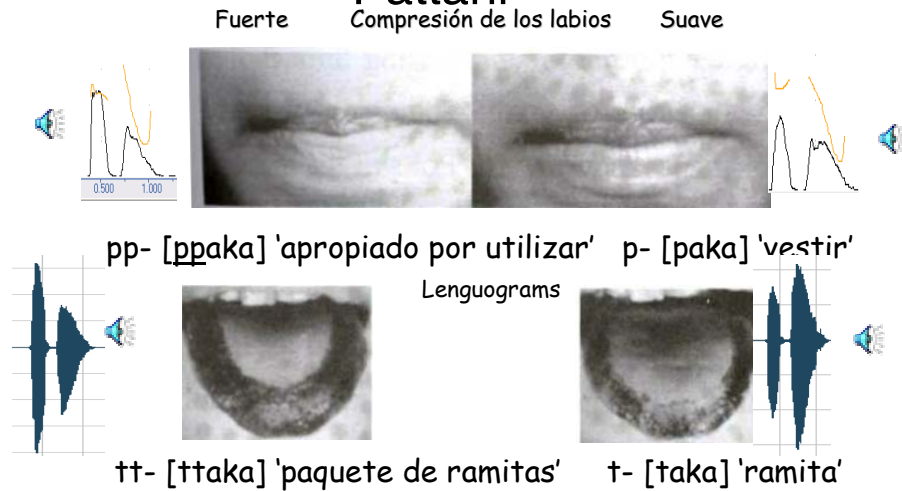 Fuerte Compresión de los labios Suave
0.500 1.000
pp- [ppaka] ‘apropiado por utilizar’ p- [paka] ‘vestir’
Lenguograms
tt- [ttaka] ‘paquete de ramitas’ t- [taka] ‘ramita’